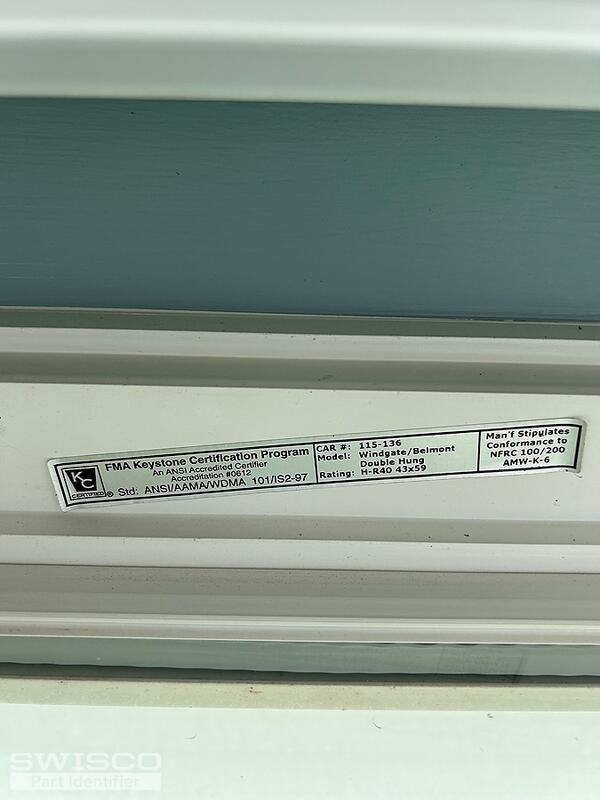 KC
CERTIFIED ®
FMA Keystone Certification Program
An ANSI Accredited Certifier
Accreditation #0612
Std: ANSI/AAMA/WDMA 101/IS2-97
CAR #: 115-136
Model: Windgate/Belmont
Double Hung
Rating: H-R40 43x59
Man'f Stipulates
Conformance to
NFRC 100/200
AMW-K-6
SWISCO
Part Identifier